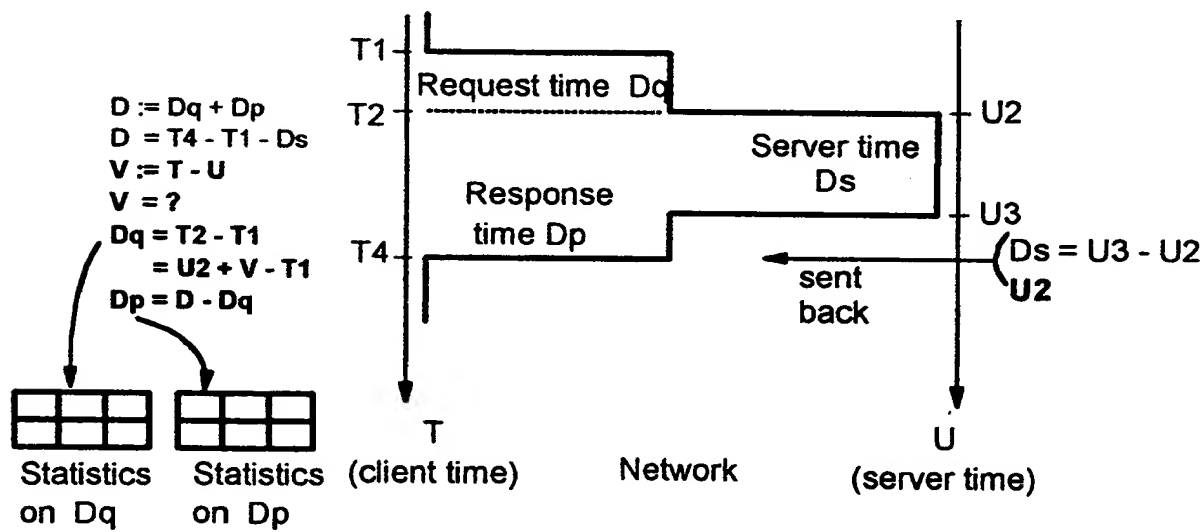 D := Dq + Dp
D = T4 - T1 - Ds
V := T - U
V = ?
Dq = T2 - T1
= U2 + V - T1
Dp = D - Dq
Statistics
on Dq
Statistics
on Dp
T1
Request time Dq
T2
U2
Server time
Ds
Response
time Dp
U3
T4
Ds = U3 - U2
U2
sent
back
T
(client time)
Network
U
(server time)